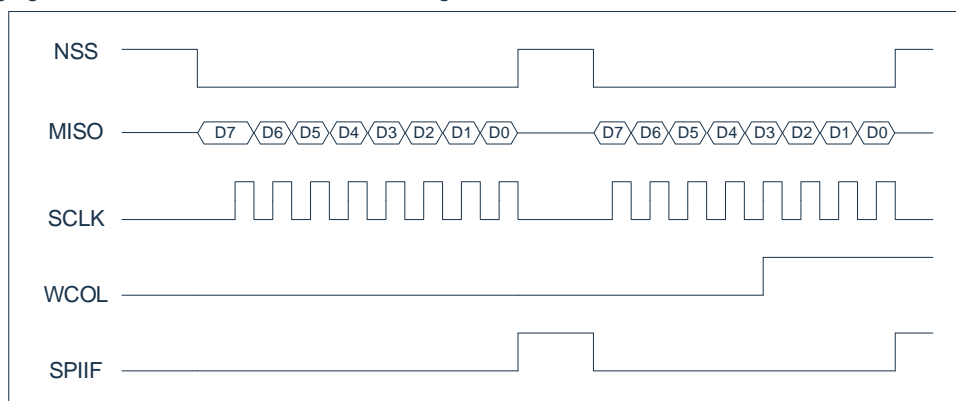 NSS
MISO D7 D6 D5 D4 D3 D2 D1 D0 D7 D6 D5 D4 D3 D2 D1 D0
SCLK
WCOL
SPIIF